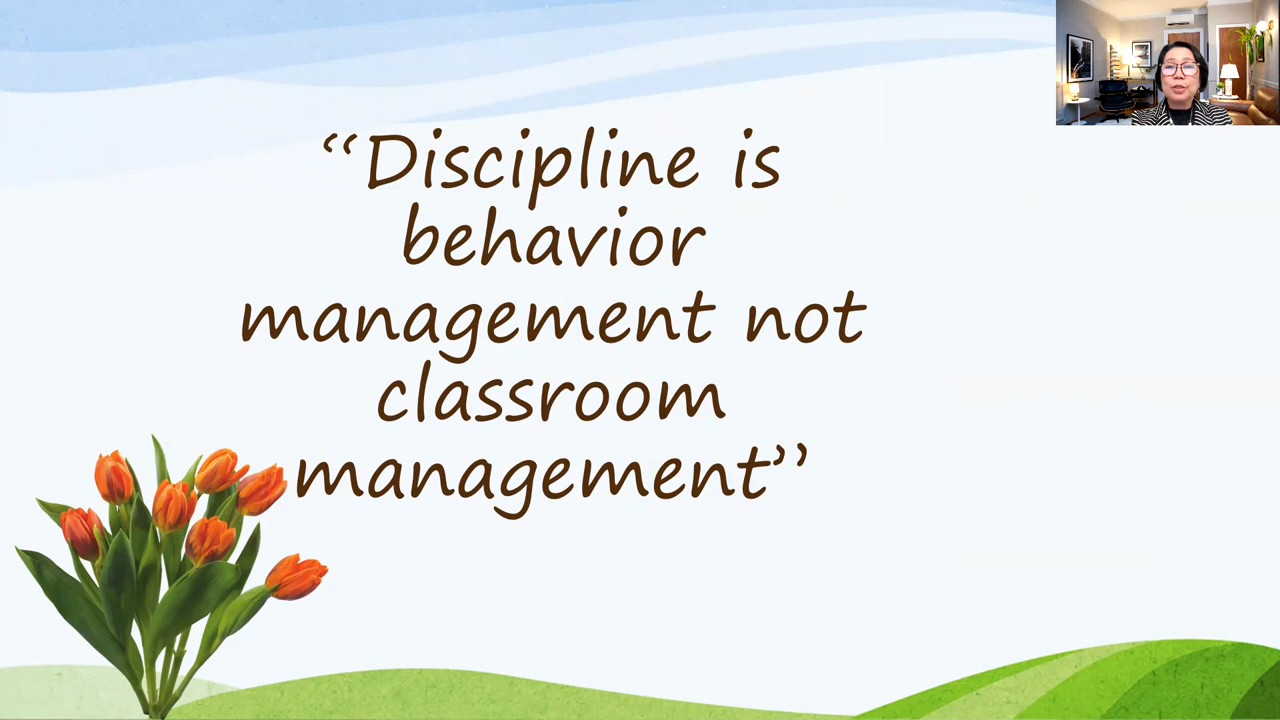 “Discipline is
behavior
management not
classroom
management”